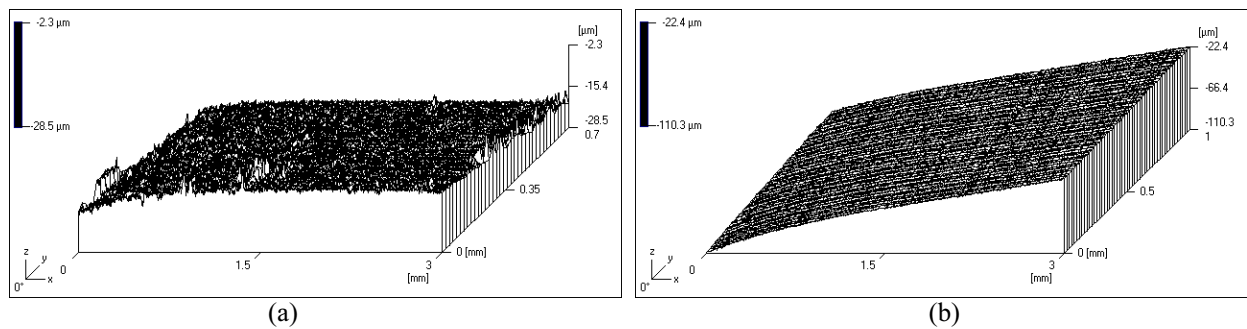 -2.3 µm
-28.5 µm
[µm]
-2.3
-15.4
-28.5
0.7
0.35
0 [mm]
z
y
x
0°
0
1.5
3
[mm]
(a)
-22.4 µm
-110.3 µm
[µm]
-22.4
-66.4
-110.3
1
0.5
0 [mm]
z
y
x
0°
0
1.5
3
[mm]
(b)